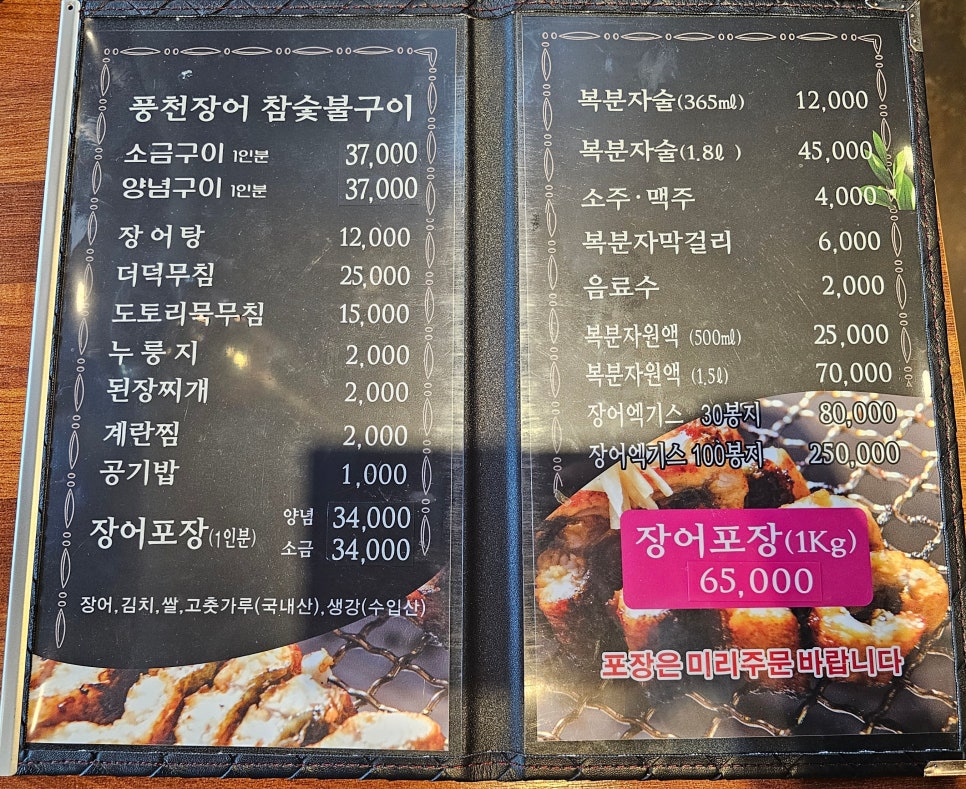 풍천장어 참숯불구이
소금구이 1인분 37,000
양념구이 1인분 37,000
장어탕 12,000
더덕무침 25,000
도토리묵무침 15,000
누룽지 2,000
된장찌개 2,000
계란찜 2,000
공기밥 1,000
장어포장(1인분) 양념 34,000
소금 34,000
장어,김치,쌀,고춧가루(국내산),생강(수입산)
복분자술(365㎖) 12,000
복분자술(1.8ℓ ) 45,000
소주·맥주 4,000
복분자막걸리 6,000
음료수 2,000
복분자원액 (500㎖) 25,000
복분자원액 (1.5ℓ) 70,000
장어엑기스 30봉지 80,000
장어엑기스 100봉지 250,000
장어포장(1Kg)
65,000
포장은 미리주문 바랍니다